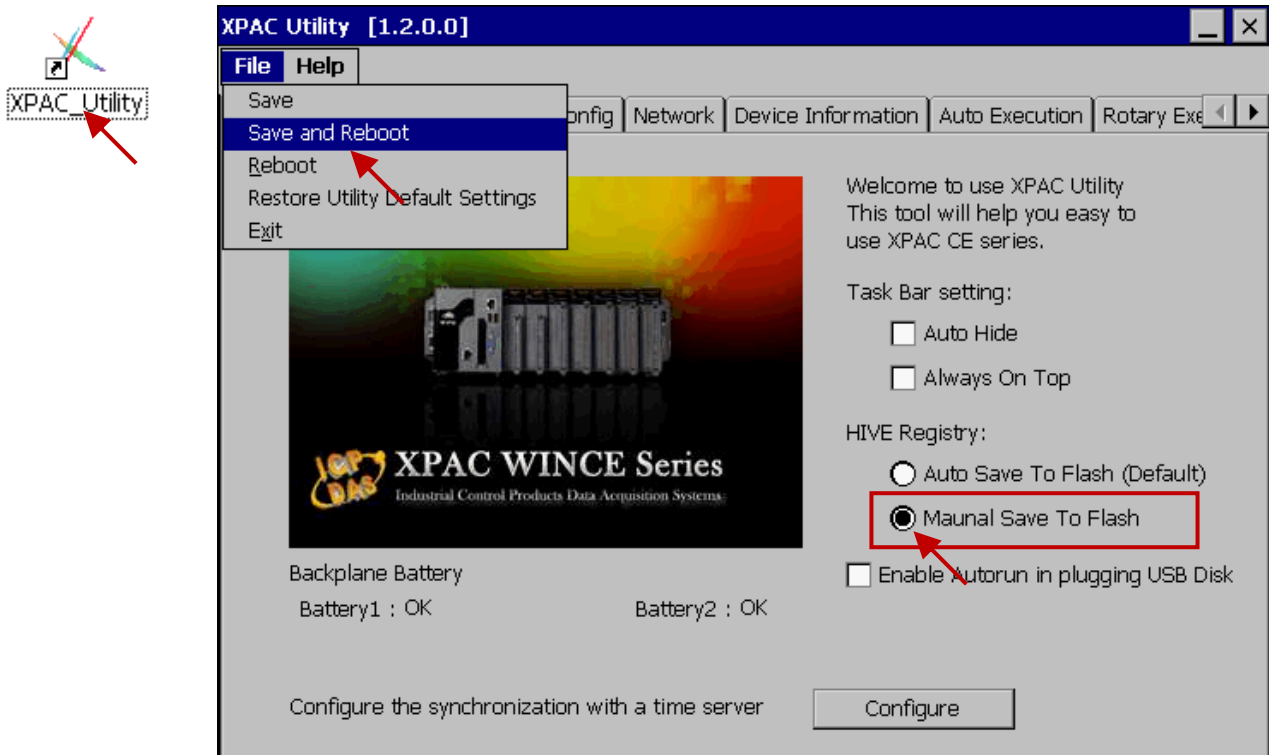 XPAC_Utility
XPAC Utility [1.2.0.0]
File Help
Save
Save and Reboot
Reboot
Restore Utility Default Settings
Exit
Network
Device Information
Auto Execution
Welcome to use XPAC Utility
This tool will help you easy to
use XPAC CE series.
Task Bar setting:
Auto Hide
Always On Top
HIVE Registry:
Auto Save To Flash (Default)
Maunal Save To Flash
Enable Autorun in plugging USB Disk
ICP
DAS
XPAC WINCE Series
Industrial Control Products Data Acquisition Systems
Backplane Battery
Battery1 : OK
Battery2 : OK
Configure the synchronization with a time server
Configure